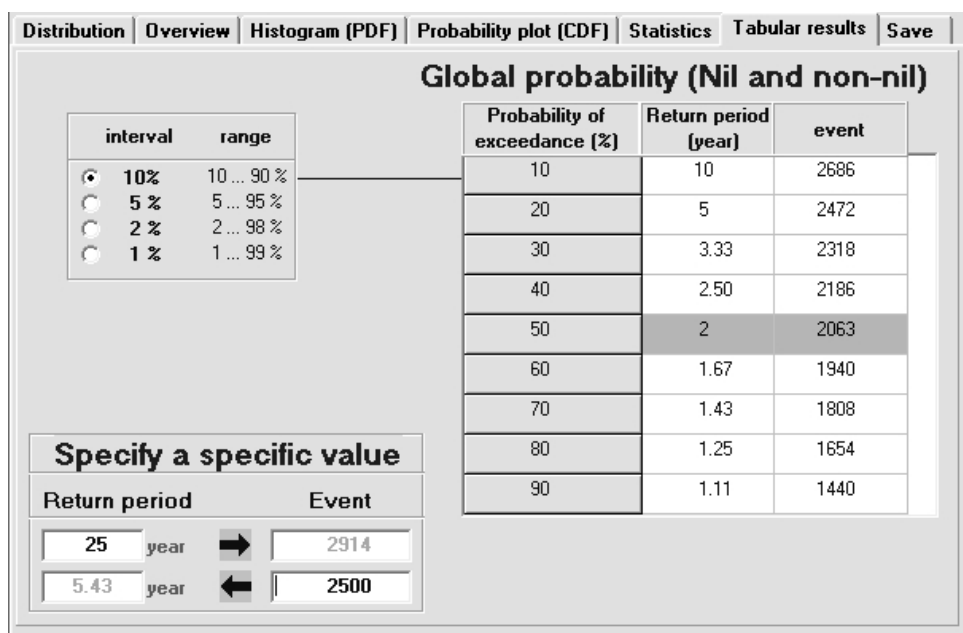 Distribution Overview Histogram (PDF) Probability plot (CDF) Statistics Tabular results Save
Global probability (Nil and non-nil)
interval range
10% 10 ... 90 %
5 % 5 ... 95 %
2 % 2 ... 98 %
1 % 1 ... 99 %
Probability of exceedance (%) Return period (year) event
10 10 2686
20 5 2472
30 3.33 2318
40 2.50 2186
50 2 2063
60 1.67 1940
70 1.43 1808
80 1.25 1654
90 1.11 1440
Specify a specific value
Return period Event
25 year 2914
5.43 year 2500